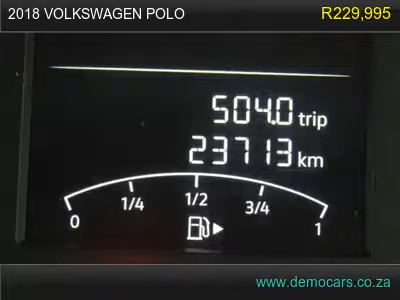 2018 VOLKSWAGEN POLO R229,995
504.0 trip
23713 km
0 1/4 1/2 3/4 1
www.democars.co.za